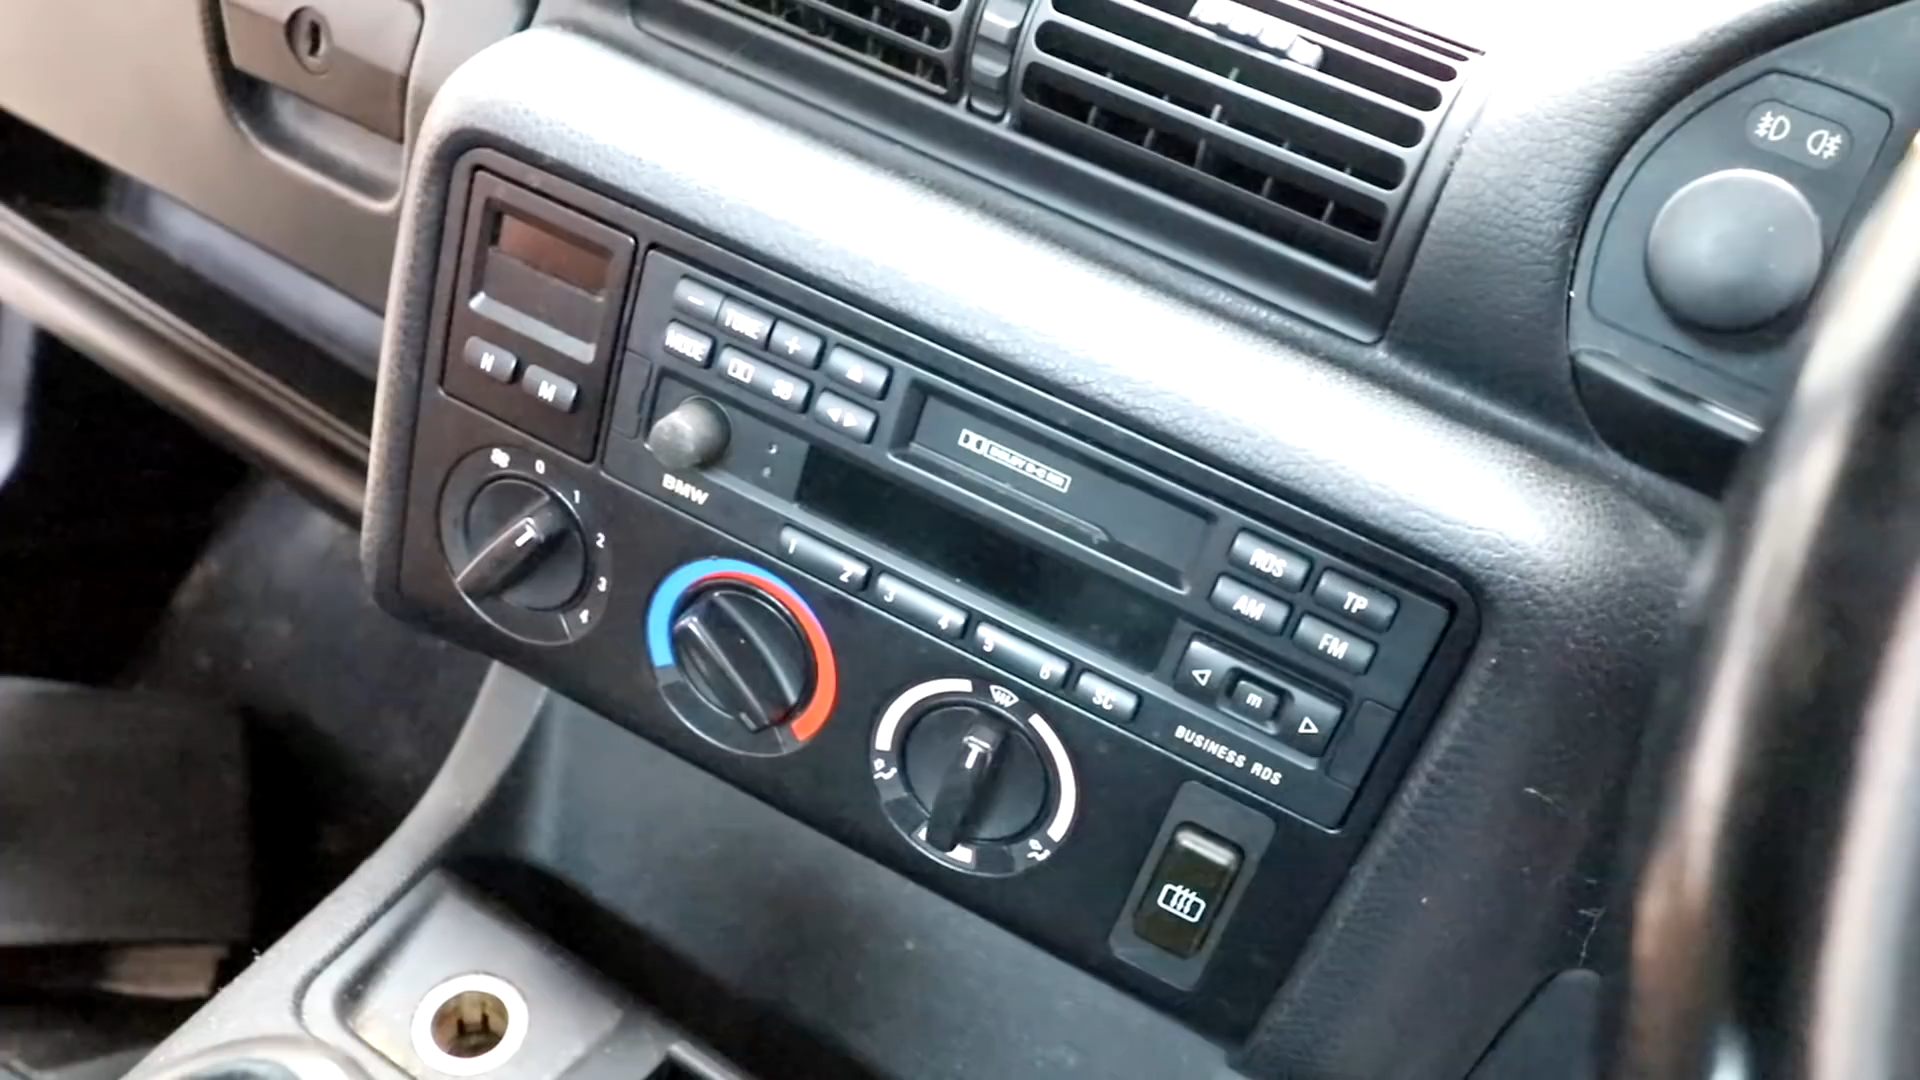 - TUNE +
MODE
H M
BMW
0
1
2
3
4
1 2 3 4 5 6 SC
RDS TP
AM FM
m
BUSINESS RDS